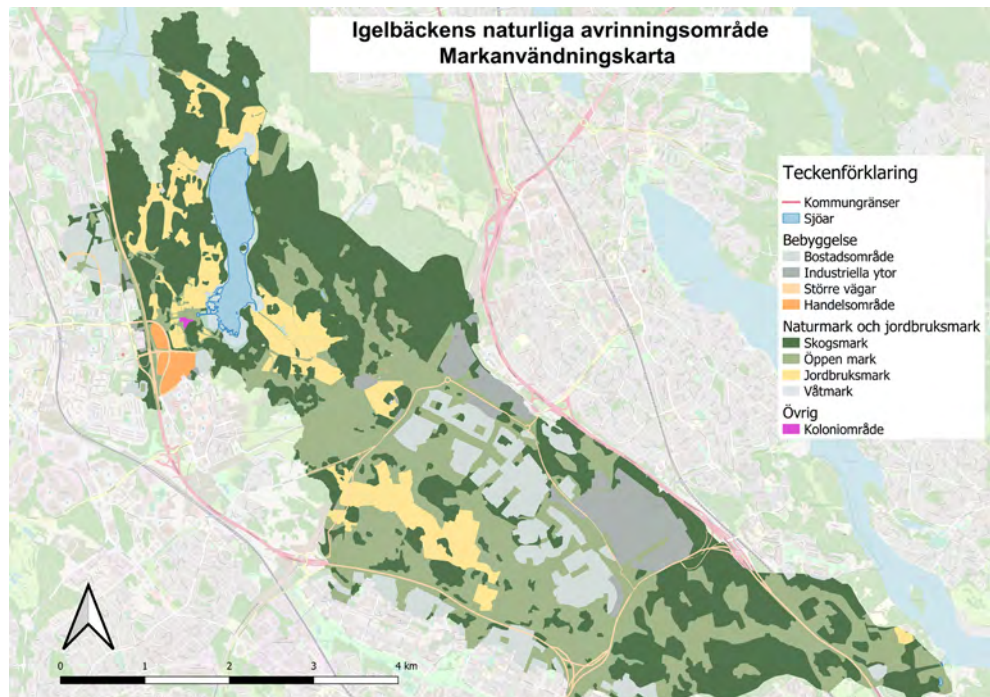 Igelbäckens naturliga avrinningsområde
Markanvändningskarta
Teckenförklaring
Kommungränser
Sjöar
Bebyggelse
Bostadsområde
Industriella ytor
Större vägar
Handelsområde
Naturmark och jordbruksmark
Skogsmark
Öppen mark
Jordbruksmark
Våtmark
Övrig
Koloniområde
0 1 2 3 4 km